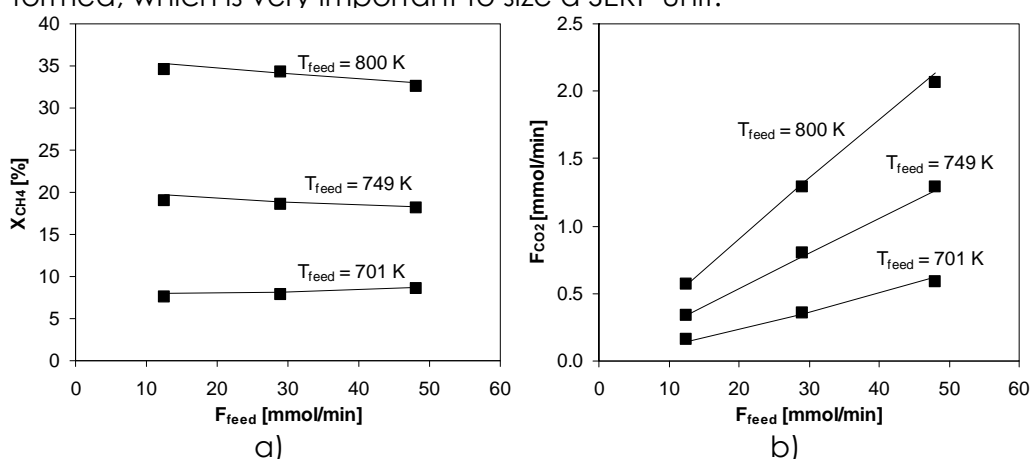 formed, which is very important to size a SERP unit.
40
35
30
25
20
15
10
5
0
XCH4 [%]
Tfeed = 800 K
Tfeed = 749 K
Tfeed = 701 K
0 10 20 30 40 50 60
Ffeed [mmol/min]
a)
2.5
2.0
1.5
1.0
0.5
0.0
FCO2 [mmol/min]
Tfeed = 800 K
Tfeed = 749 K
Tfeed = 701 K
0 10 20 30 40 50 60
Ffeed [mmol/min]
b)